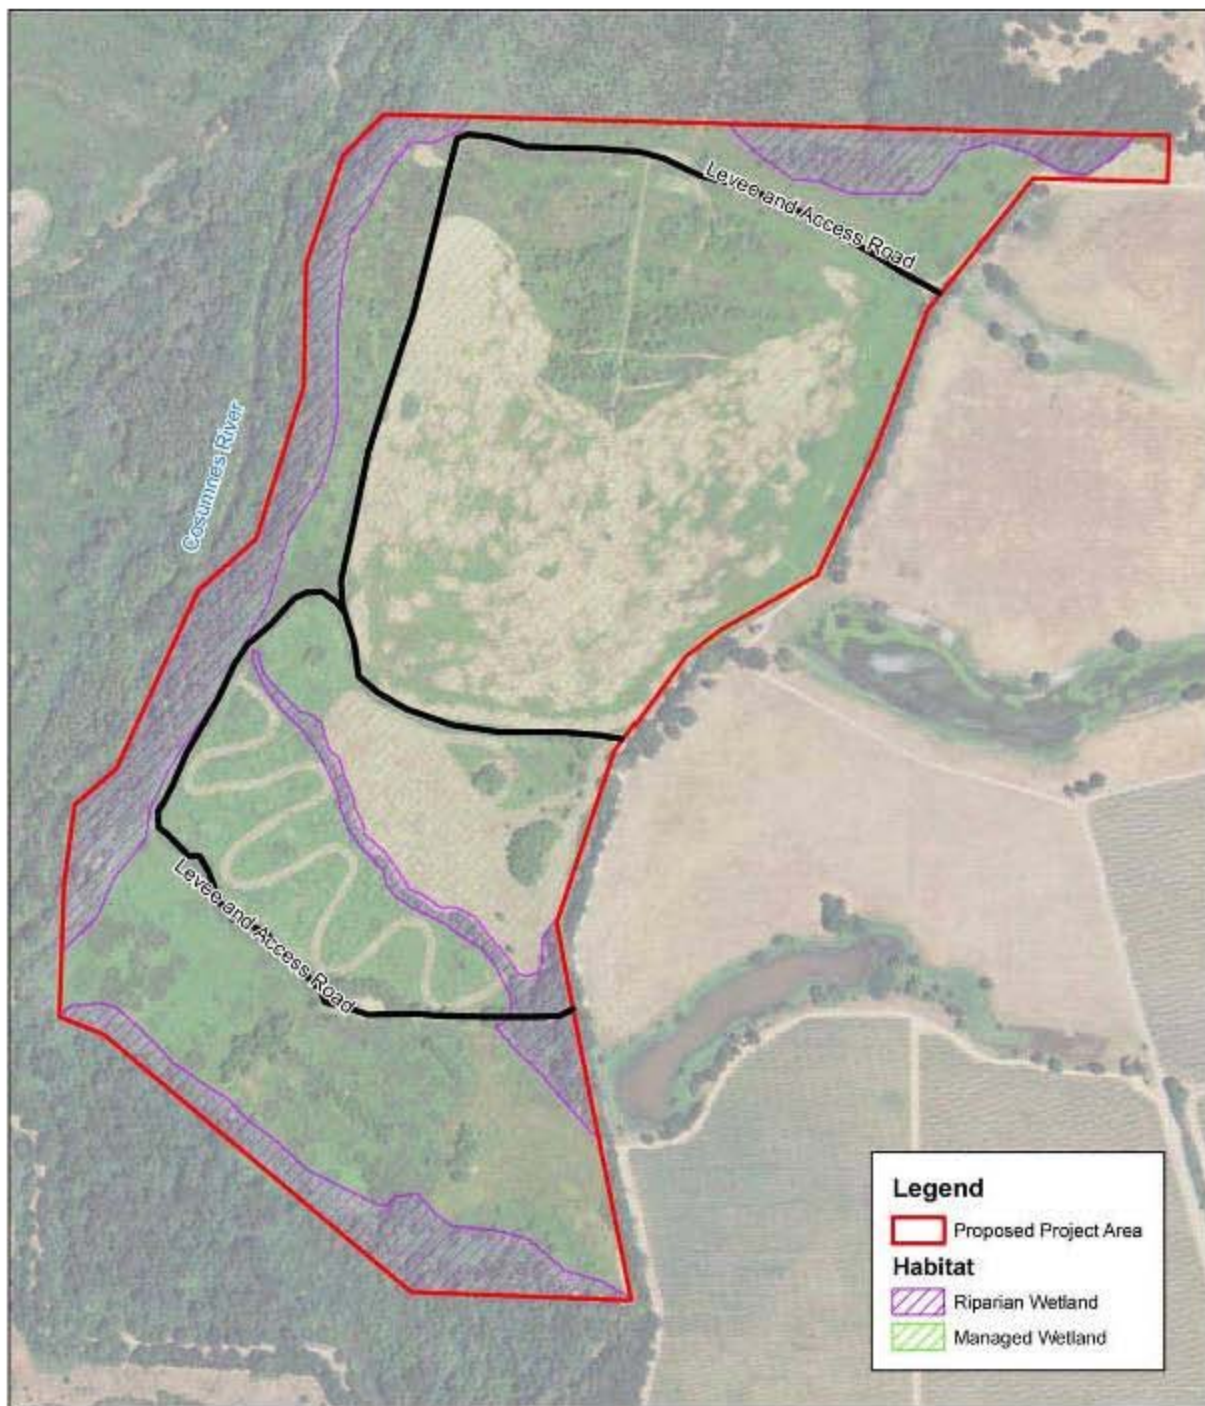 Levee and Access Road
Cosumnes River
Levee and Access Road
Legend
Proposed Project Area
Habitat
Riparian Wetland
Managed Wetland